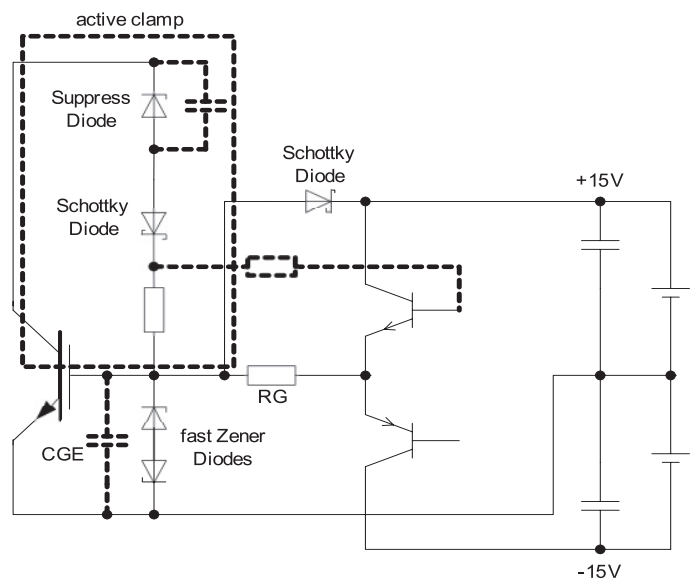 active clamp
Suppress
Diode
Schottky
Diode
+15V
Schottky
Diode
RG
CGE
fast Zener
Diodes
-15V